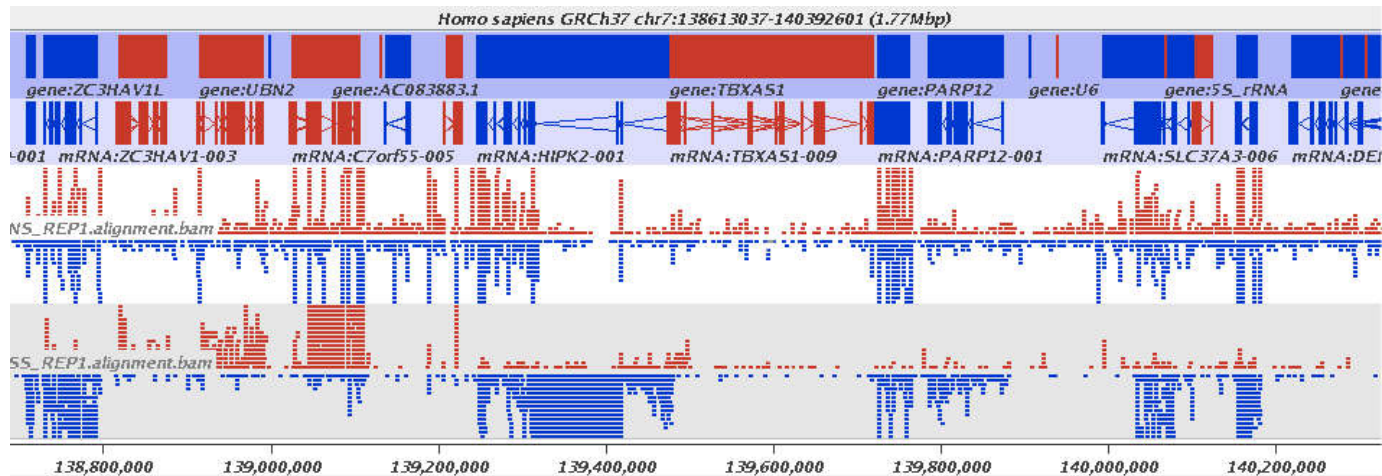 Homo sapiens GRCh37 chr7:138613037-140392601 (1.77Mbp)
gene:ZC3HAV1L gene:UBN2 gene:AC083883.1 gene:TBXAS1 gene:PARP12 gene:U6 gene:5S_rRNA gene
-001 mRNA:ZC3HAV1-003 mRNA:C7orf55-005 mRNA:HIPK2-001 mRNA:TBXAS1-009 mRNA:PARP12-001 mRNA:SLC37A3-006 mRNA:DE
NS_REP1.alignment.bam
SS_REP1.alignment.bam
138,800,000 139,000,000 139,200,000 139,400,000 139,600,000 139,800,000 140,000,000 140,200,000